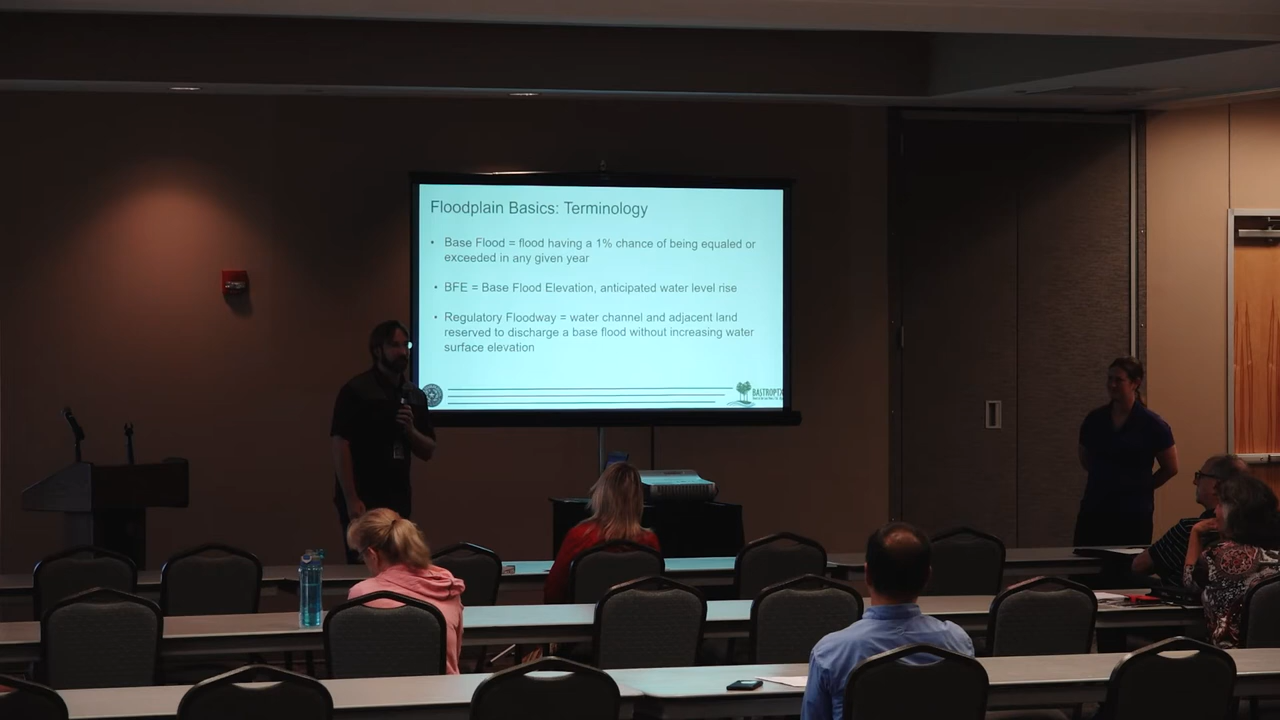 Floodplain Basics: Terminology
• Base Flood = flood having a 1% chance of being equaled or
exceeded in any given year
• BFE = Base Flood Elevation, anticipated water level rise
• Regulatory Floodway = water channel and adjacent land
reserved to discharge a base flood without increasing water
surface elevation
BASTROPTX